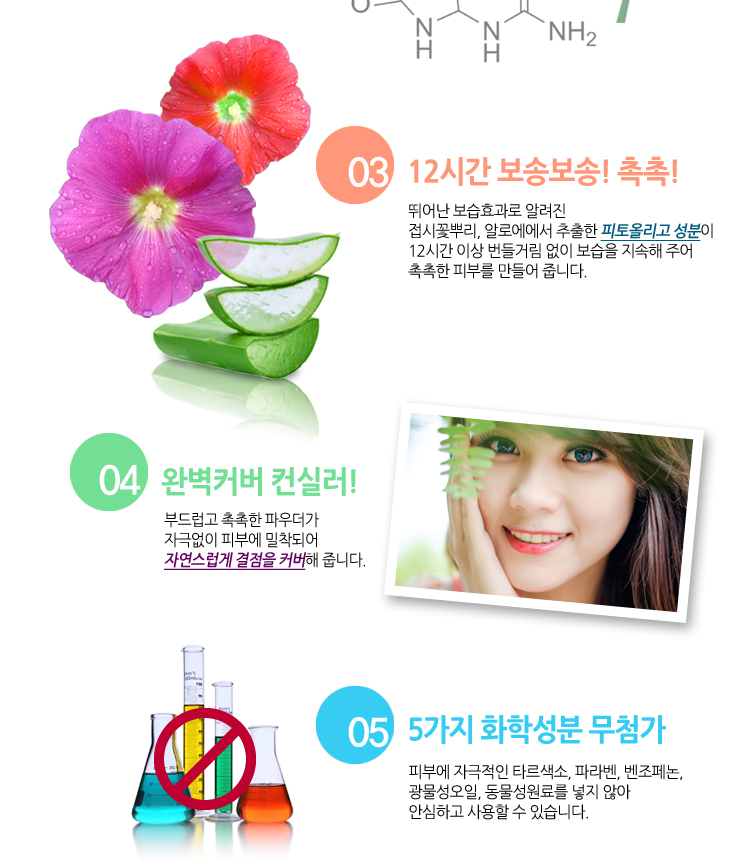 O
N
H
N
H
NH2
03
12시간 보송보송! 촉촉!
뛰어난 보습효과로 알려진
접시꽃뿌리, 알로에에서 추출한 피토올리고 성분이
12시간 이상 번들거림 없이 보습을 지속해 주어
촉촉한 피부를 만들어 줍니다.
04
완벽커버 컨실러!
부드럽고 촉촉한 파우더가
자극없이 피부에 밀착되어
자연스럽게 결점을 커버해 줍니다.
05
5가지 화학성분 무첨가
피부에 자극적인 타르색소, 파라벤, 벤조페논,
광물성오일, 동물성원료를 넣지 않아
안심하고 사용할 수 있습니다.